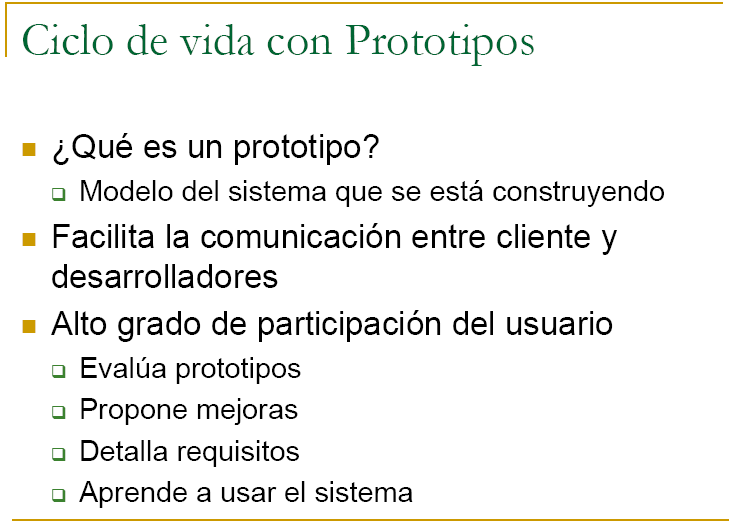 Ciclo de vida con Prototipos
¿Qué es un prototipo?
Modelo del sistema que se está construyendo
Facilita la comunicación entre cliente y
desarrolladores
Alto grado de participación del usuario
Evalúa prototipos
Propone mejoras
Detalla requisitos
Aprende a usar el sistema